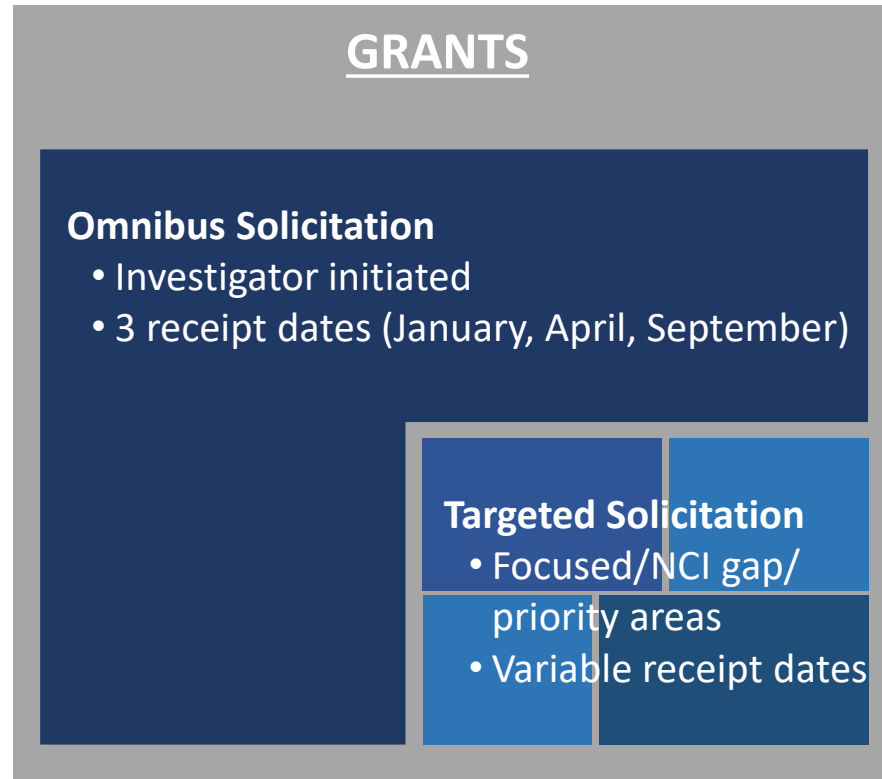 GRANTS
Omnibus Solicitation
• Investigator initiated
• 3 receipt dates (January, April, September)
Targeted Solicitation
• Focused/NCI gap/
priority areas
• Variable receipt dates